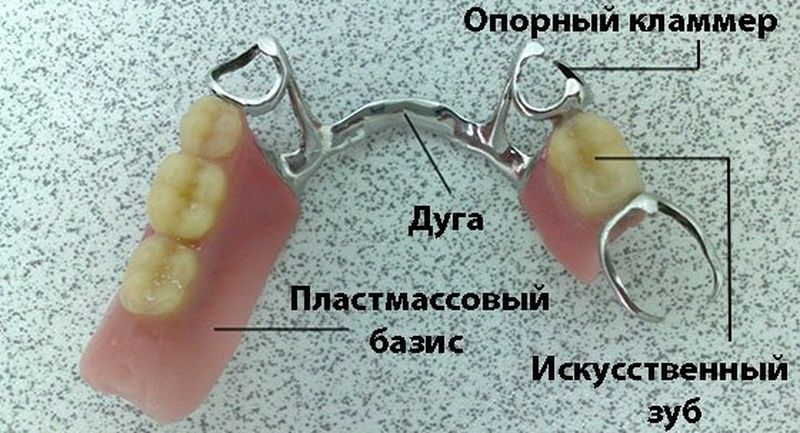 Опорный кламмер
Дуга
Пластмассовый
базис
Искусственный
зуб